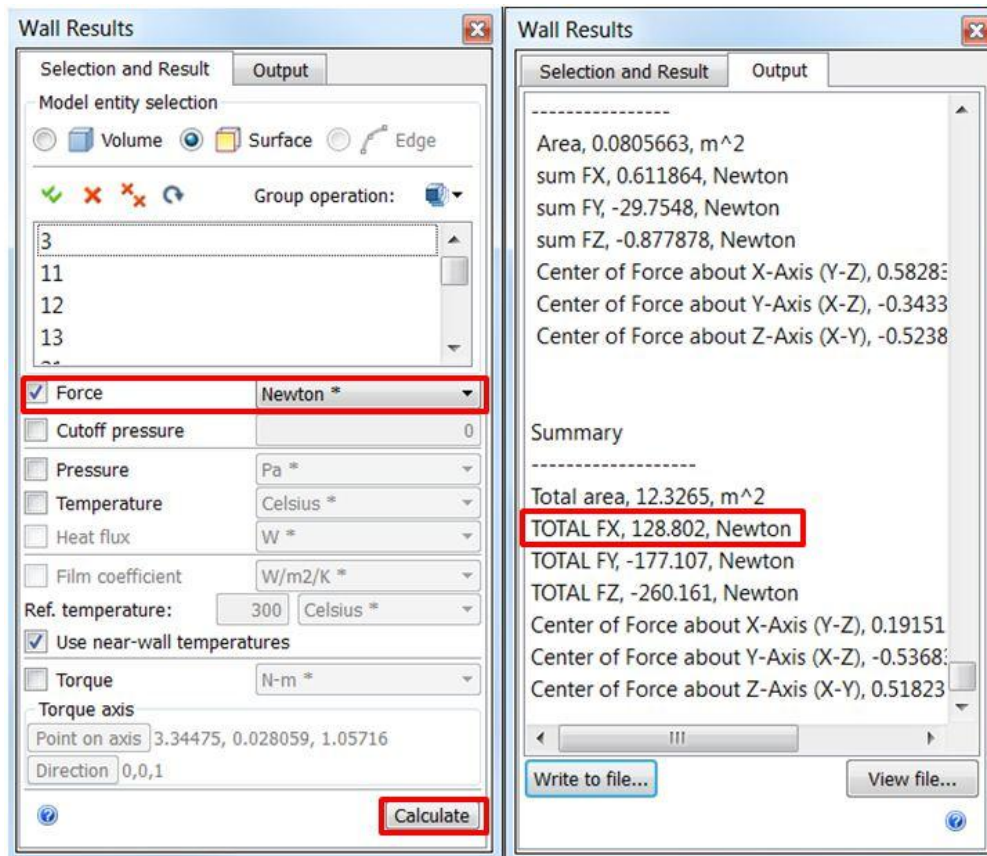 Wall Results
Selection and Result Output
Model entity selection
Volume Surface Edge
Group operation:
3
11
12
13
Force Newton *
Cutoff pressure 0
Pressure Pa *
Temperature Celsius *
Heat flux W *
Film coefficient W/m2/K *
Ref. temperature: 300 Celsius *
Use near-wall temperatures
Torque N-m *
Torque axis
Point on axis 3.34475, 0.028059, 1.05716
Direction 0,0,1
Calculate
Wall Results
Selection and Result Output
----------------
Area, 0.0805663, m^2
sum FX, 0.611864, Newton
sum FY, -29.7548, Newton
sum FZ, -0.877878, Newton
Center of Force about X-Axis (Y-Z), 0.58283
Center of Force about Y-Axis (X-Z), -0.3433
Center of Force about Z-Axis (X-Y), -0.5238
Summary
-------------------
Total area, 12.3265, m^2
TOTAL FX, 128.802, Newton
TOTAL FY, -177.107, Newton
TOTAL FZ, -260.161, Newton
Center of Force about X-Axis (Y-Z), 0.19151
Center of Force about Y-Axis (X-Z), -0.5368
Center of Force about Z-Axis (X-Y), 0.51823
Write to file... View file...